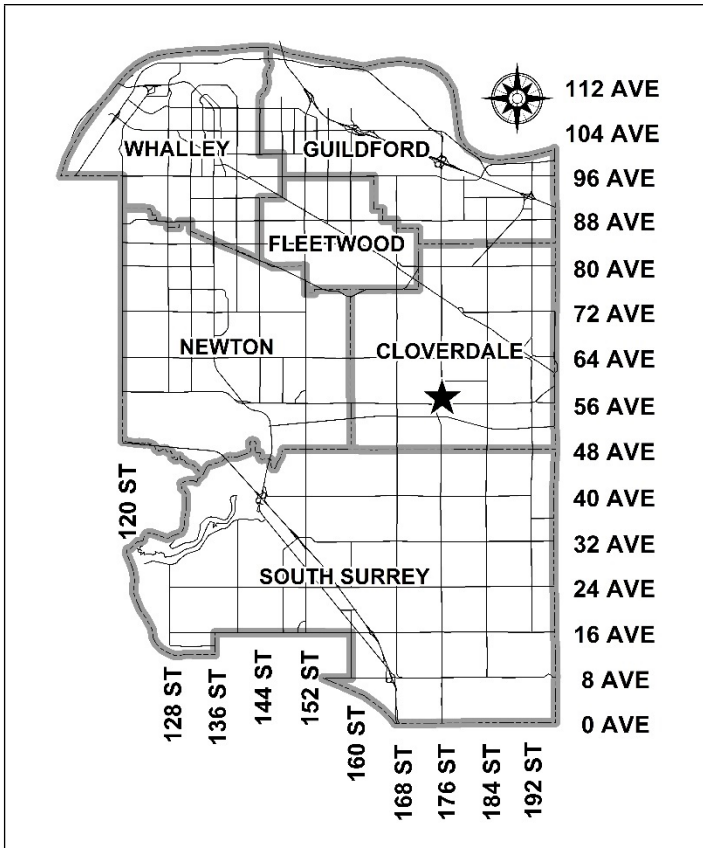 112 AVE
104 AVE
WHALLEY
GUILDFORD
96 AVE
88 AVE
FLEETWOOD
80 AVE
72 AVE
NEWTON
CLOVERDALE
64 AVE
56 AVE
48 AVE
120 ST
40 AVE
32 AVE
SOUTH SURREY
24 AVE
16 AVE
8 AVE
0 AVE
128 ST
136 ST
144 ST
152 ST
160 ST
168 ST
176 ST
184 ST
192 ST